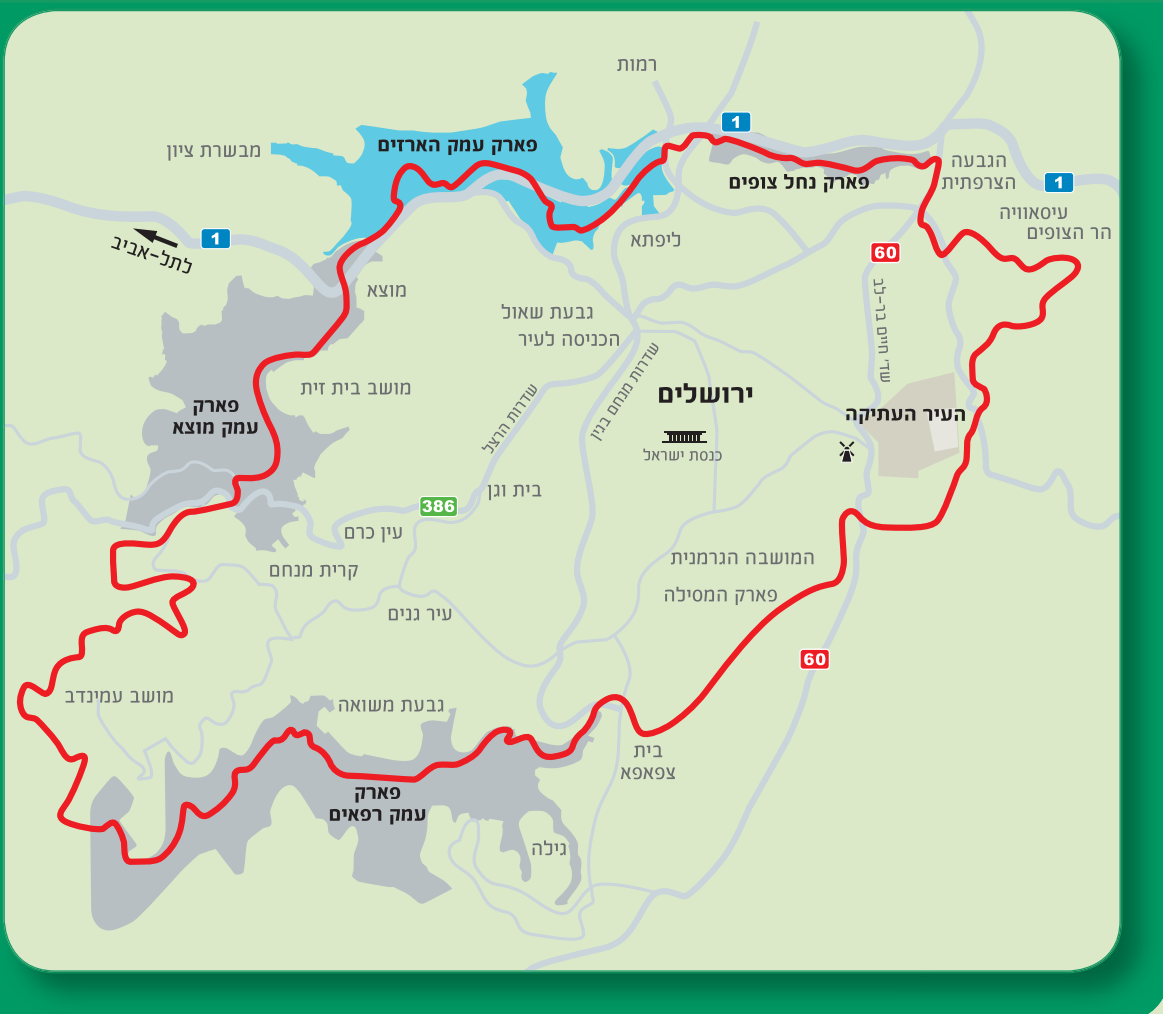 רמות
1
פארק עמק הארזים
מבשרת ציון
הגבעה
הצרפתית
1
פארק נחל צופים
עיסאוויה
הר הצופים
ליפתא
1
לתל-אביב
60
מוצא
שד' חיים בר-לב
גבעת שאול
הכניסה לעיר
מושב בית זית
שדרות הרצל
שדרות מנחם בגין
ירושלים
כנסת ישראל
העיר העתיקה
פארק
עמק מוצא
בית וגן
386
עין כרם
קרית מנחם
המושבה הגרמנית
פארק המסילה
עיר גנים
60
מושב עמינדב
גבעת משואה
בית
צפאפא
פארק
עמק רפאים
גילה